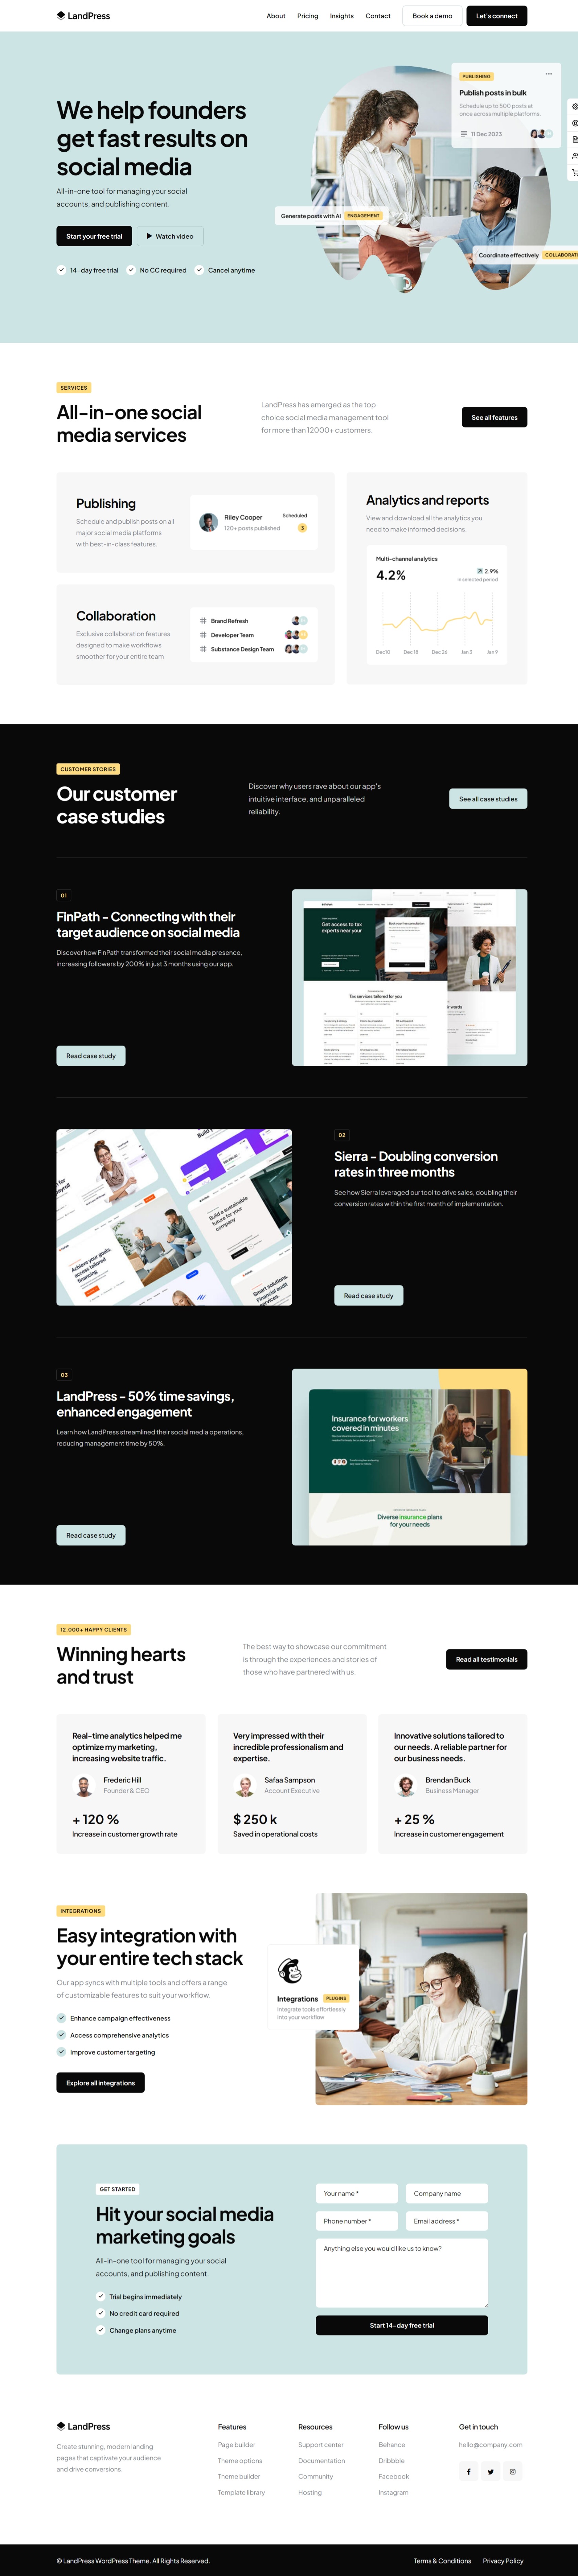 LandPress
About
Pricing
Insights
Contact
Book a demo
Let's connect
We help founders
get fast results on
social media
All-in-one tool for managing your social
accounts, and publishing content.
Start your free trial
Watch video
14-day free trial
No CC required
Cancel anytime
PUBLISHING
Publish posts in bulk
Schedule up to 500 posts at
once across multiple platforms.
11 Dec 2023
Generate posts with AI
ENGAGEMENT
Coordinate effectively
SERVICES
All-in-one social
media services
LandPress has emerged as the top
choice social media management tool
for more than 12000+ customers.
See all features
Publishing
Schedule and publish posts on all
major social media platforms
with best-in-class features.
Riley Cooper
120+ posts published
Scheduled
3
Collaboration
Exclusive collaboration features
designed to make workflows
smoother for your entire team
Brand Refresh
Developer Team
Substance Design Team
Analytics and reports
View and download all the analytics you
need to make informed decisions.
Multi-channel analytics
4.2%
2.9%
in selected period
Dec 10
Dec 18
Dec 26
Jan 3
Jan 9
CUSTOMER STORIES
Our customer
case studies
Discover why users rave about our app's
intuitive interface, and unparalleled
reliability.
See all case studies
01
FinPath - Connecting with their
target audience on social media
Discover how FinPath transformed their social media presence,
increasing followers by 200% in just 3 months using our app.
Read case study
Get access to tax
experts near your
Tax services tailored for you
02
Sierra - Doubling conversion
rates in three months
See how Sierra leveraged our tool to drive sales, doubling their
conversion rates within the first month of implementation.
Read case study
Achieve your goals,
access tailored
financing
Build a sustainable
future for your
company
Smart solutions.
Financial audit
services.
03
LandPress - 50% time savings,
enhanced engagement
Learn how LandPress streamlined their social media operations,
reducing management time by 50%.
Read case study
Insurance for workers
covered in minutes
Diverse insurance plans
for your needs
12,000+ HAPPY CLIENTS
Winning hearts
and trust
The best way to showcase our commitment
is through the experiences and stories of
those who have partnered with us.
Read all testimonials
Real-time analytics helped me
optimize my marketing,
increasing website traffic.
Frederic Hill
Founder & CEO
+ 120 %
Increase in customer growth rate
Very impressed with their
incredible professionalism and
expertise.
Safaa Sampson
Account Executive
$ 250 k
Saved in operational costs
Innovative solutions tailored to
our needs. A reliable partner for
our business needs.
Brendan Buck
Business Manager
+ 25 %
Increase in customer engagement
INTEGRATIONS
Easy integration with
your entire tech stack
Our app syncs with multiple tools and offers a range
of customizable features to suit your workflow.
Enhance campaign effectiveness
Access comprehensive analytics
Improve customer targeting
Explore all integrations
Integrations
PLUGINS
Integrate tools effortlessly
into your workflow
GET STARTED
Hit your social media
marketing goals
All-in-one tool for managing your social
accounts, and publishing content.
Trial begins immediately
No credit card required
Change plans anytime
Your name *
Company name
Phone number *
Email address *
Anything else you would like us to know?
Start 14-day free trial
LandPress
Create stunning, modern landing
pages that captivate your audience
and drive conversions.
Features
Page builder
Theme options
Theme builder
Template library
Resources
Support center
Documentation
Community
Hosting
Follow us
Behance
Dribbble
Facebook
Instagram
Get in touch
hello@company.com
© LandPress WordPress Theme. All Rights Reserved.
Terms & Conditions
Privacy Policy